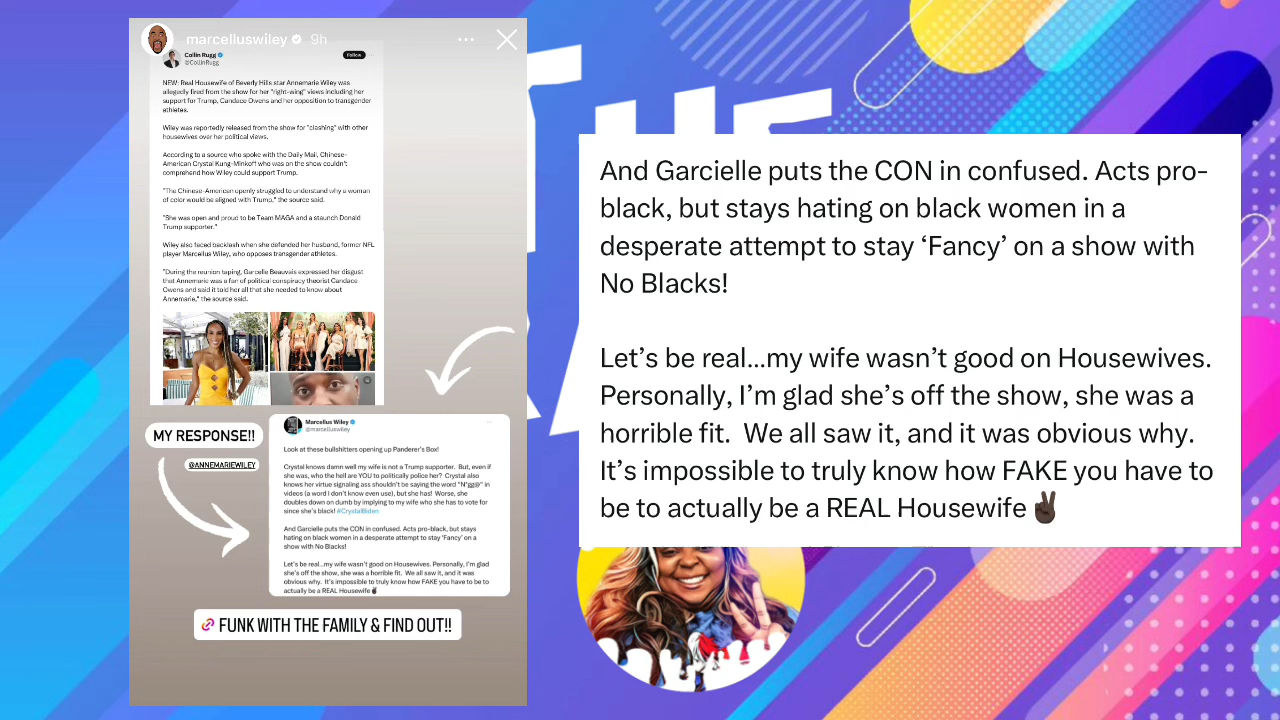 marcelluswiley 9h
Collin Rugg
@CollinRugg
Follow
NEW: Real Housewife of Beverly Hills star Annemarie Wiley was
allegedly fired from the show for her "right-wing" views including her
support for Trump, Candace Owens and her opposition to transgender
athletes.
Wiley was reportedly released from the show for "clashing" with other
housewives over her political views.
According to a source who spoke with the Daily Mail, Chinese-
American Crystal Kung-Minkoff who was on the show couldn't
comprehend how Wiley could support Trump.
"The Chinese-American openly struggled to understand why a woman
of color would be aligned with Trump," the source said.
"She was open and proud to be Team MAGA and a staunch Donald
Trump supporter."
Wiley also faced backlash when she defended her husband, former NFL
player Marcellus Wiley, who opposes transgender athletes.
"During the reunion taping, Garcelle Beauvais expressed her disgust
that Annemarie was a fan of political conspiracy theorist Candace
Owens and said it told her all that she needed to know about
Annemarie," the source said.
MY RESPONSE!!
@ANNEMARIEWILEY
Marcellus Wiley
@marcelluswiley
Look at these bullshitters opening up Panderer's Box!
Crystal knows damn well my wife is not a Trump supporter. But, even if
she was, who the hell are YOU to politically police her? Crystal also
knows her virtue signaling ass shouldn't be saying the word "N*gg@" in
videos (a word I don't know even use), but she has! Worse, she
doubles down on dumb by implying to my wife who she has to vote for
since she's black! #CrystalBiden
And Garcielle puts the CON in confused. Acts pro-black, but stays
hating on black women in a desperate attempt to stay 'Fancy' on a
show with No Blacks!
Let's be real...my wife wasn't good on Housewives. Personally, I'm glad
she's off the show, she was a horrible fit. We all saw it, and it was
obvious why. It's impossible to truly know how FAKE you have to be to
actually be a REAL Housewife✌🏿
FUNK WITH THE FAMILY & FIND OUT!!
THE
And Garcielle puts the CON in confused. Acts pro-
black, but stays hating on black women in a
desperate attempt to stay ‘Fancy’ on a show with
No Blacks!
Let’s be real...my wife wasn’t good on Housewives.
Personally, I’m glad she’s off the show, she was a
horrible fit. We all saw it, and it was obvious why.
It’s impossible to truly know how FAKE you have to
be to actually be a REAL Housewife✌🏿